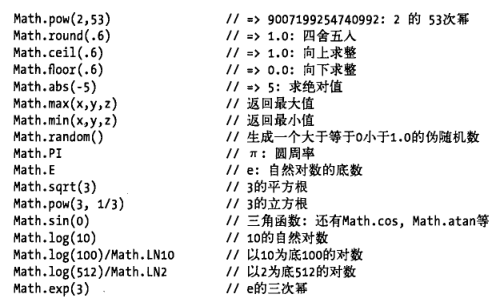 Math.pow(2,53) // => 9007199254740992: 2 的 53次幂
Math.round(.6) // => 1.0: 四舍五入
Math.ceil(.6) // => 1.0: 向上求整
Math.floor(.6) // => 0.0: 向下求整
Math.abs(-5) // => 5: 求绝对值
Math.max(x,y,z) // 返回最大值
Math.min(x,y,z) // 返回最小值
Math.random() // 生成一个大于等于0小于1.0的伪随机数
Math.PI // π: 圆周率
Math.E // e: 自然对数的底数
Math.sqrt(3) // 3的平方根
Math.pow(3, 1/3) // 3的立方根
Math.sin(0) // 三角函数: 还有Math.cos, Math.atan等
Math.log(10) // 10的自然对数
Math.log(100)/Math.LN10 // 以10为底100的对数
Math.log(512)/Math.LN2 // 以2为底512的对数
Math.exp(3) // e的三次幂